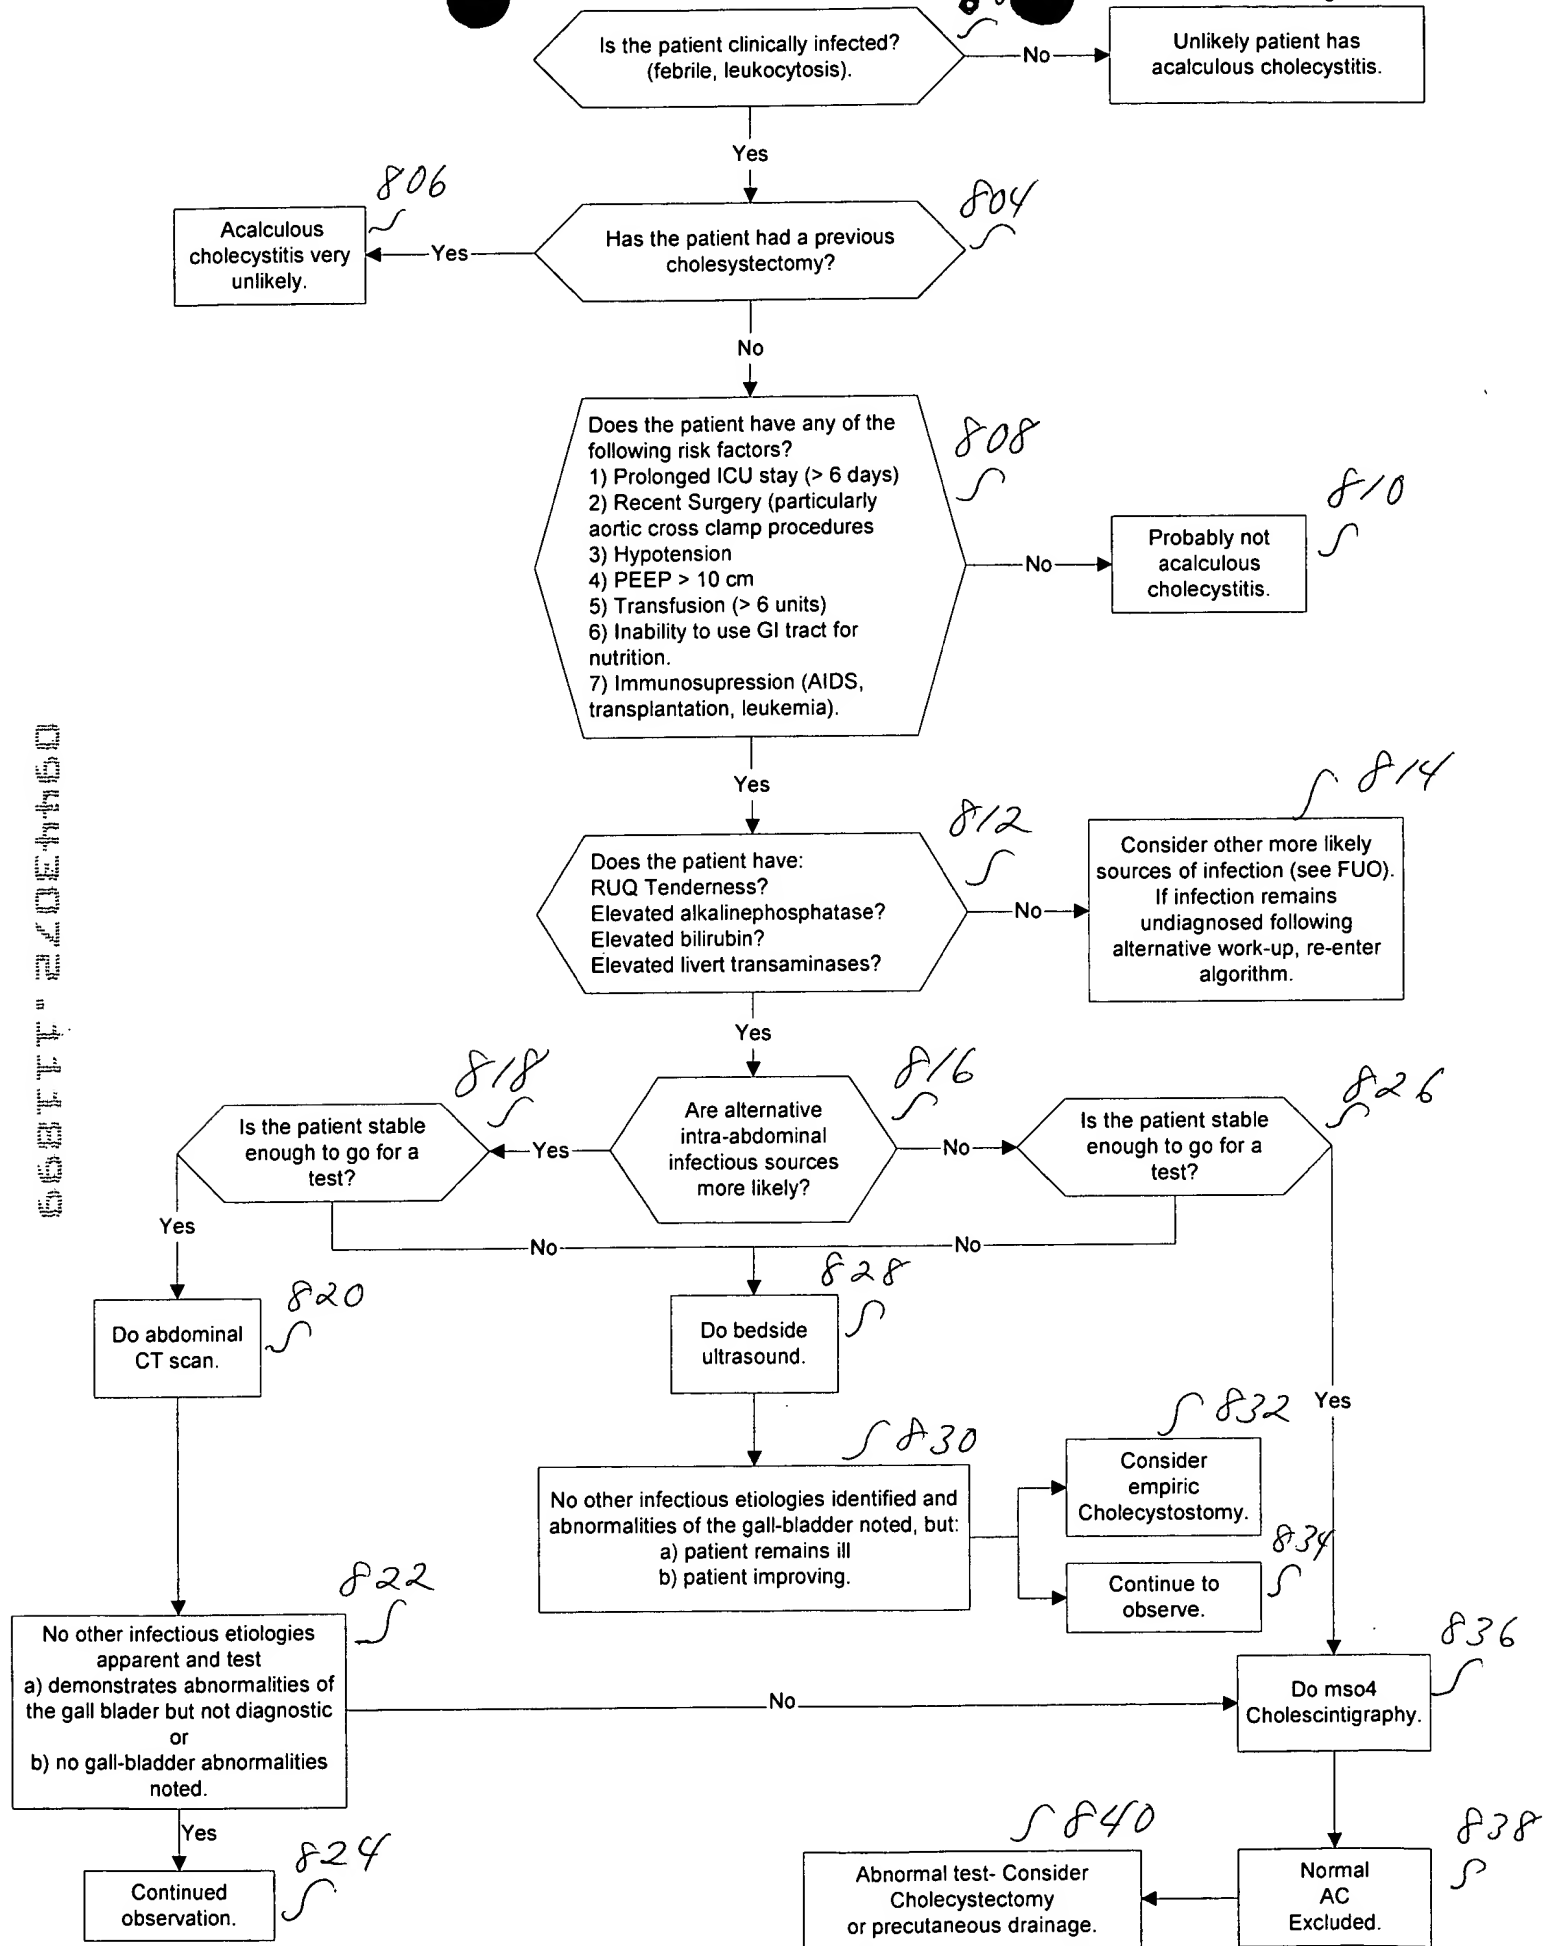 Is the patient clinically infected?
(febrile, leukocytosis).
No
Unlikely patient has
acalculous cholecystitis.
Yes
806
Acalculous
cholecystitis very
unlikely.
Yes
804
Has the patient had a previous
cholesystectomy?
No
808
Does the patient have any of the
following risk factors?
1) Prolonged ICU stay (> 6 days)
2) Recent Surgery (particularly
aortic cross clamp procedures
3) Hypotension
4) PEEP > 10 cm
5) Transfusion (> 6 units)
6) Inability to use GI tract for
nutrition.
7) Immunosupression (AIDS,
transplantation, leukemia).
No
810
Probably not
acalculous
cholecystitis.
Yes
812
Does the patient have:
RUQ Tenderness?
Elevated alkalinephosphatase?
Elevated bilirubin?
Elevated livert transaminases?
No
814
Consider other more likely
sources of infection (see FUO).
If infection remains
undiagnosed following
alternative work-up, re-enter
algorithm.
Yes
818
Is the patient stable
enough to go for a
test?
Yes
816
Are alternative
intra-abdominal
infectious sources
more likely?
No
826
Is the patient stable
enough to go for a
test?
Yes
No
No
820
Do abdominal
CT scan.
828
Do bedside
ultrasound.
Yes
830
No other infectious etiologies identified and
abnormalities of the gall-bladder noted, but:
a) patient remains ill
b) patient improving.
832
Consider
empiric
Cholecystostomy.
834
Continue to
observe.
822
No other infectious etiologies
apparent and test
a) demonstrates abnormalities of
the gall blader but not diagnostic
or
b) no gall-bladder abnormalities
noted.
No
836
Do mso4
Cholescintigraphy.
Yes
824
Continued
observation.
840
Abnormal test- Consider
Cholecystectomy
or precutaneous drainage.
838
Normal
AC
Excluded.
09443072.111899